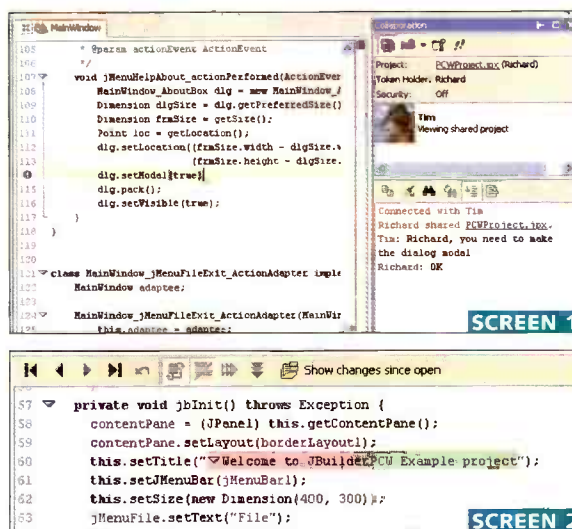 MainWindow
105 * @param actionEvent ActionEvent
106 */
107 void jMenuHelpAbout_actionPerformed(ActionEver
108 MainWindow_AboutBox dlg = new MainWindow_A
109 Dimension dlgSize = dlg.getPreferredSize()
110 Dimension frmSize = getSize();
111 Point loc = getLocation();
112 dlg.setLocation((frmSize.width - dlgSize.w
113 (frmSize.height - dlgSize.
dlg.setModal(true)
115 dlg.pack();
116 dlg.setVisible(true);
117 }
118 }
119
120
121 class MainWindow_jMenuFileExit_ActionAdapter imple
122 MainWindow adaptee;
123
124 MainWindow_jMenuFileExit_ActionAdapter(MainWin
125 this.adaptee = adaptee;
Collaboration
Project: PCWProject.jpx (Richard)
Token Holder: Richard
Security: Off
Tim
Viewing shared project
Connected with Tim
Richard shared PCWProject.jpx.
Tim: Richard, you need to make
the dialog modal
Richard: OK
SCREEN 1
Show changes since open
57 private void jbInit() throws Exception {
58 contentPane = (JPanel) this.getContentPane();
59 contentPane.setLayout(borderLayout1);
60 this.setTitle("Welcome to JBuilderPCW Example project");
61 this.setJMenuBar(jMenuBar1);
62 this.setSize(new Dimension(400, 300));
63 jMenuFile.setText("File");
SCREEN 2